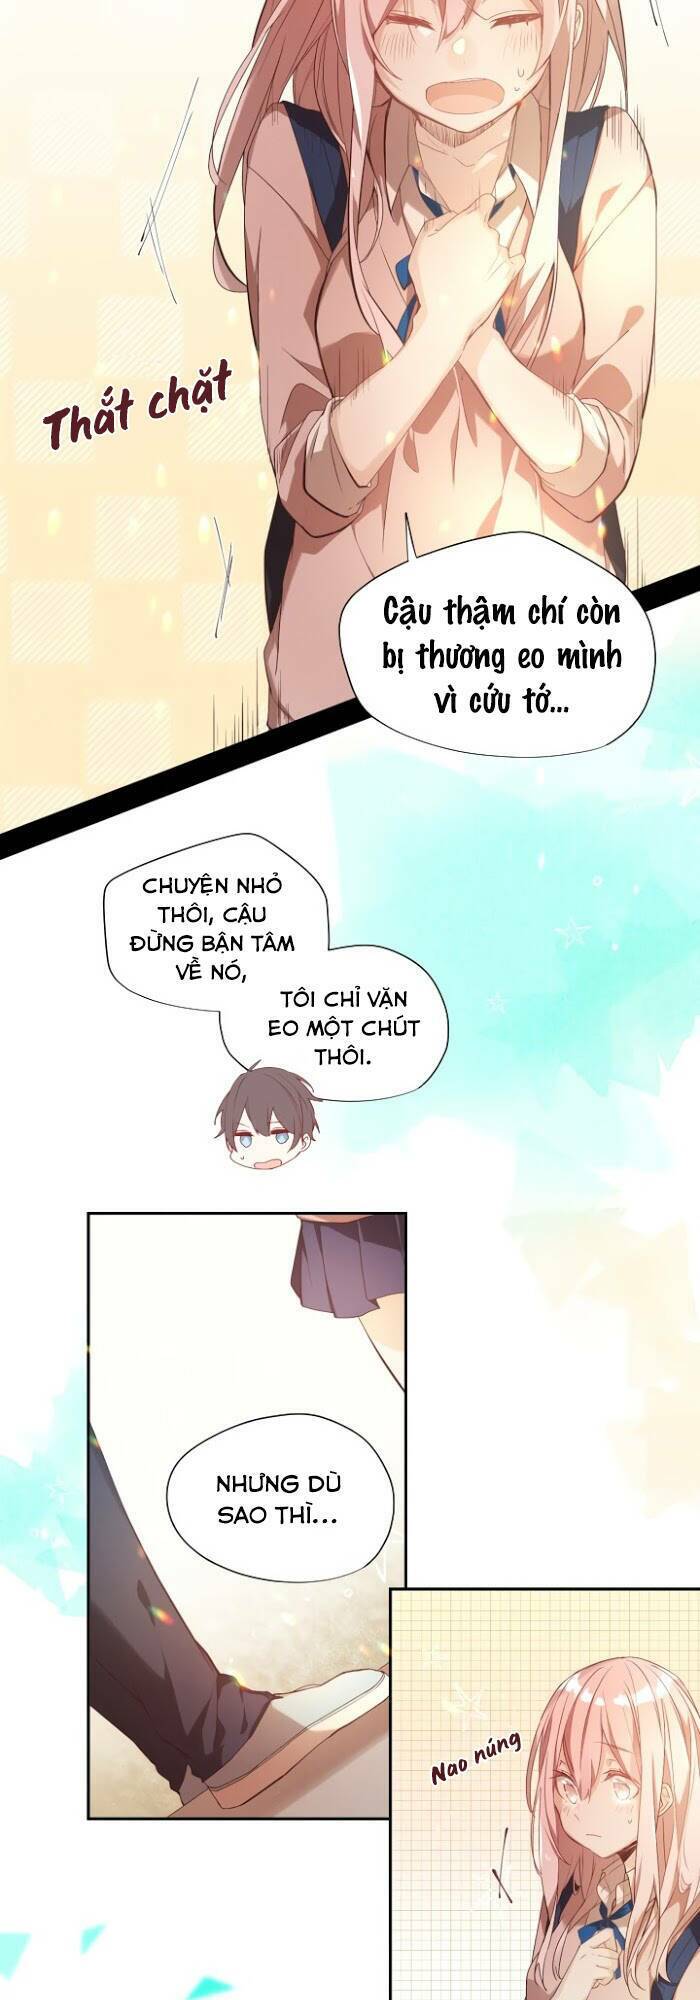 Thắt chặt
Cậu thậm chí còn
bị thương eo mình
vì cứu tớ...
CHUYỆN NHỎ
THÔI, CẬU
ĐỪNG BẬN TÂM
VỀ NÓ,
TÔI CHỈ VẶN
EO MỘT CHÚT
THÔI.
NHƯNG DÙ
SAO THÌ...
Nao núng